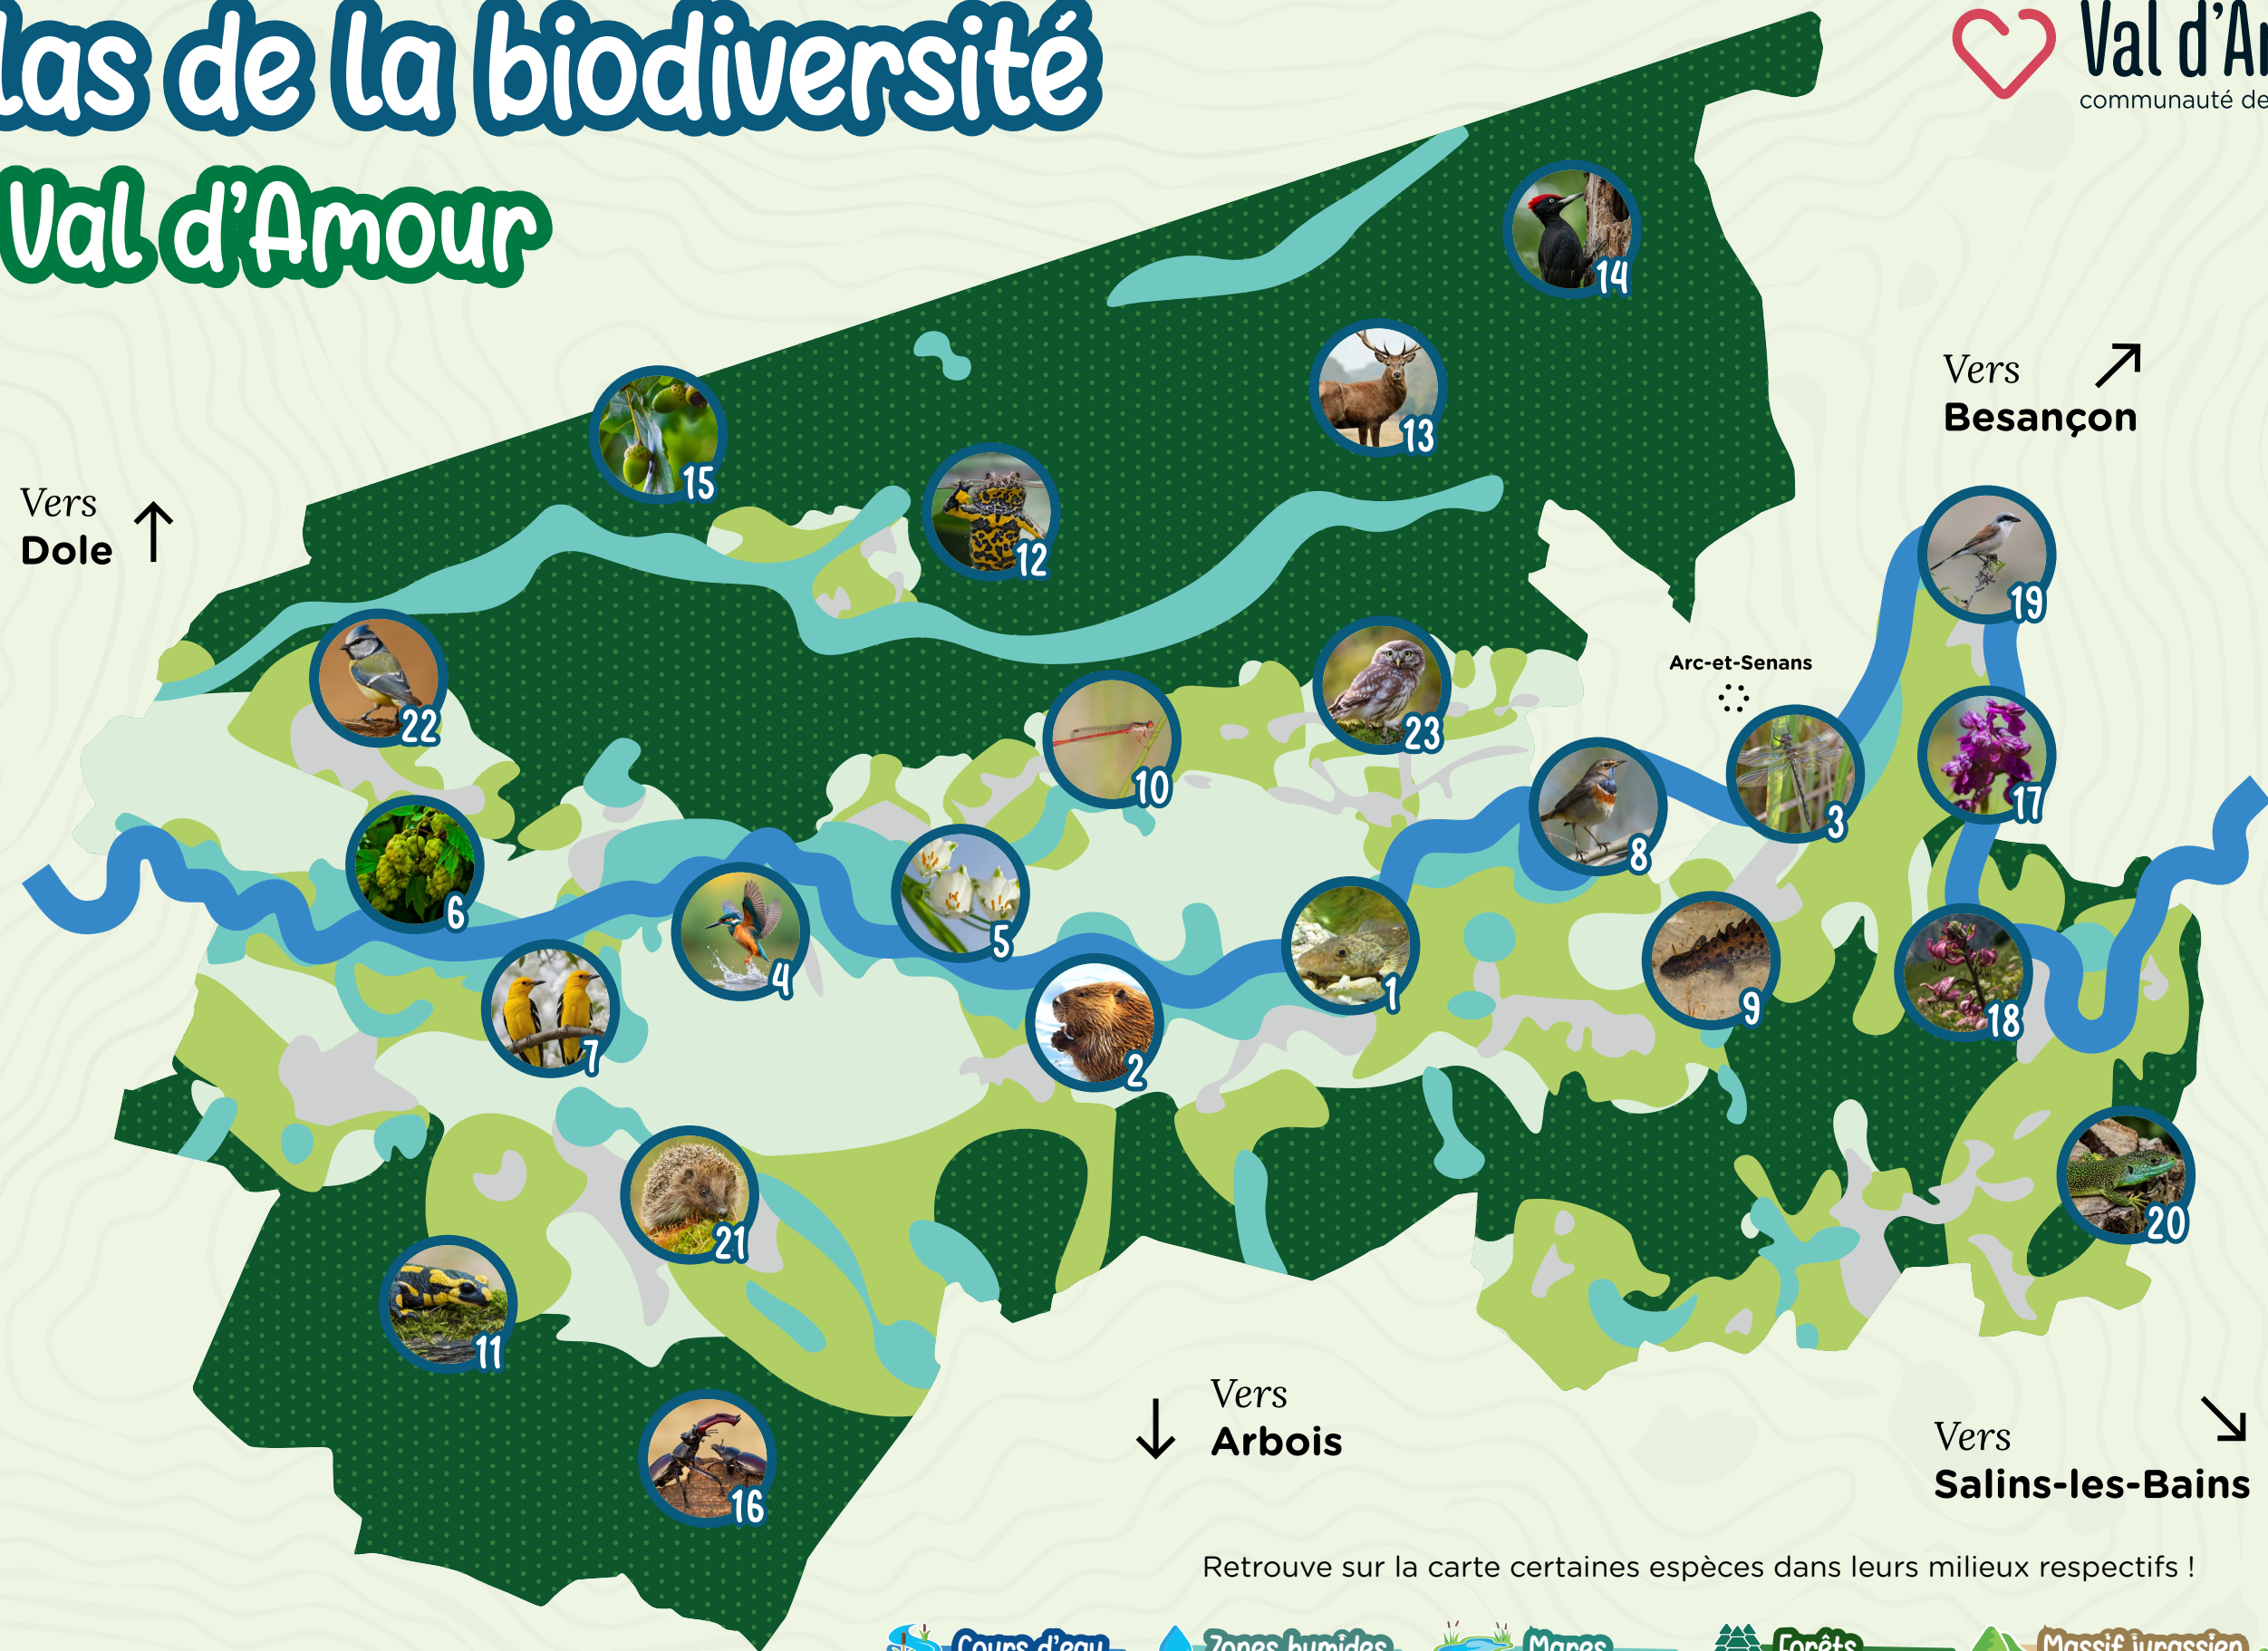 las de la biodiversité
Val d'Amour
Val d'A
communauté de
14
13
Vers
Besançon
15
12
Vers
Dole
19
22
Arc-et-Senans
23
10
17
3
8
6
5
4
7
1
9
18
2
20
21
11
16
Vers
Arbois
Vers
Salins-les-Bains
Retrouve sur la carte certaines espèces dans leurs milieux respectifs !
Cours d'eau
Zones humides
Mares
Forêts
Massif jurassien